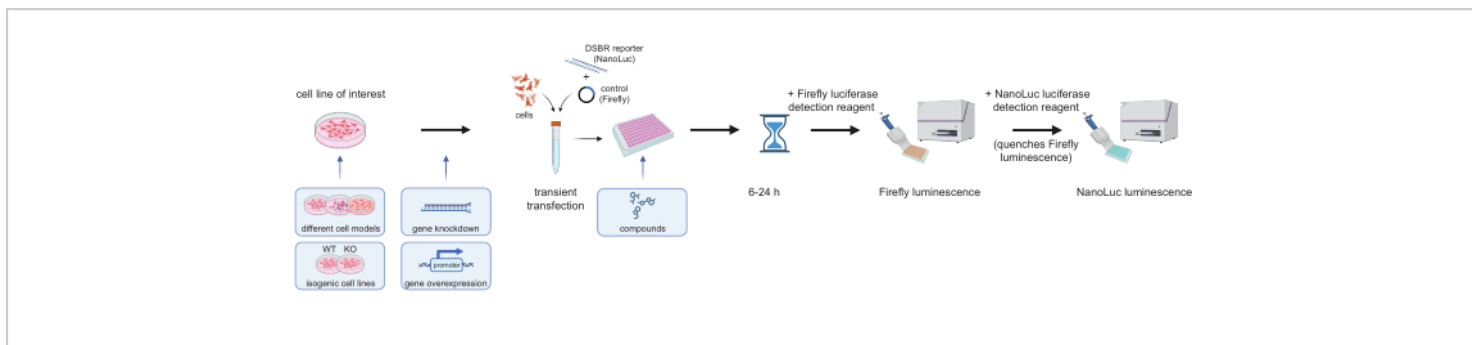 cell line of interest
different cell models
WT KO
isogenic cell lines
gene knockdown
promoter
gene overexpression
DSBR reporter
(NanoLuc)
+
control
(Firefly)
cells
transient
transfection
compounds
6-24 h
+ Firefly luciferase
detection reagent
Firefly luminescence
+ NanoLuc luciferase
detection reagent
(quenches Firefly
luminescence)
NanoLuc luminescence